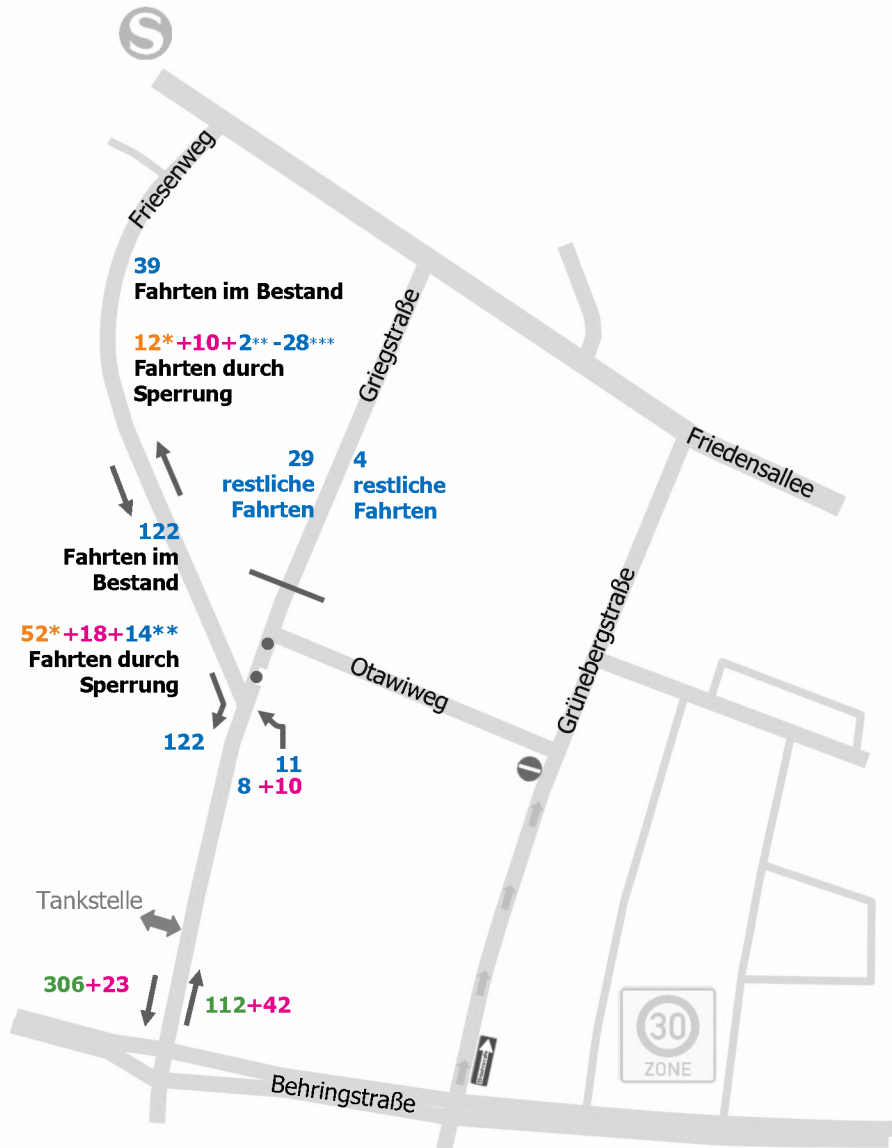 S
Friesenweg
39
Fahrten im Bestand
12*+10+2** -28***
Fahrten durch
Sperrung
Griegstraße
29
restliche
Fahrten
4
restliche
Fahrten
Friedensallee
122
Fahrten im
Bestand
52*+18+14**
Fahrten durch
Sperrung
Otawiweg
Grünebergstraße
122
11
8 +10
Tankstelle
306+23
112+42
30
ZONE
Behringstraße